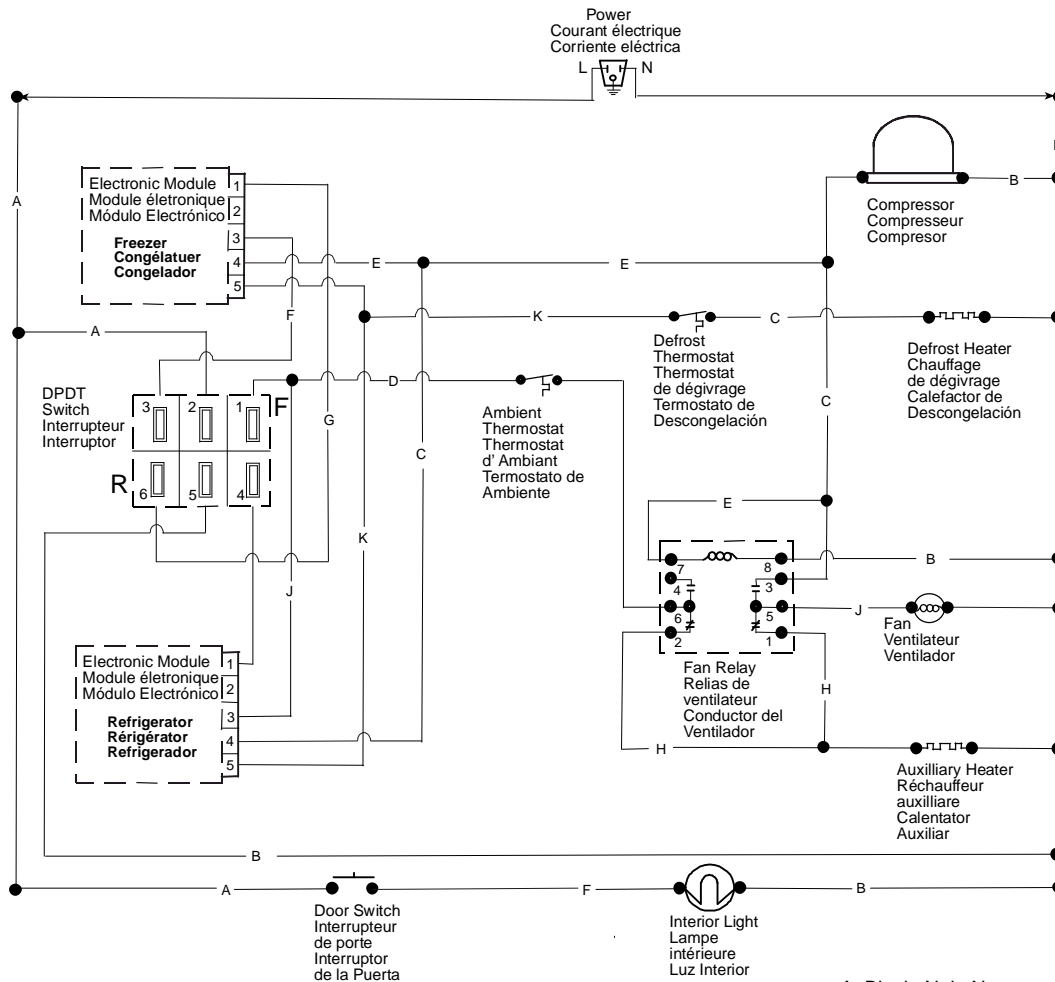 Power
Courant électrique
Corriente eléctrica
L N
A
B
Compressor
Compresseur
Compresor
Electronic Module
Module életronique
Módulo Electrónico
Freezer
Congélatuer
Congelador
1
2
3
4
5
E
E
F
A
K
C
Defrost
Thermostat
Thermostat
de dégivrage
Termostato de
Descongelación
Defrost Heater
Chauffage
de dégivrage
Calefactor de
Descongelación
D
DPDT
Switch
Interrupteur
Interruptor
3 2 1 F
R 6 5 4
G
C
C
K
Ambient
Thermostat
Thermostat
d' Ambiant
Termostato de
Ambiente
E
B
7 8
4 3
6 5
2 1
J
Fan
Ventilateur
Ventilador
Fan Relay
Relias de
ventilateur
Conductor del
Ventilador
H
H
J
Electronic Module
Module életronique
Módulo Electrónico
Refrigerator
Rérigérator
Refrigerador
1
2
3
4
5
Auxilliary Heater
Réchauffeur
auxilliare
Calentator
Auxiliar
B
A
F
B
Door Switch
Interrupteur
de porte
Interruptor
de la Puerta
Interior Light
Lampe
intérieure
Luz Interior